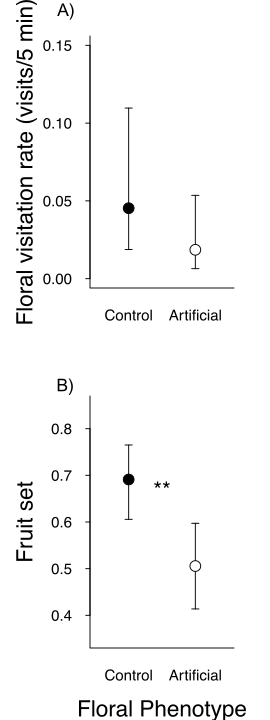 A)
Floral visitation rate (visits/5 min)
0.15
0.10
0.05
0.00
Control Artificial
B)
Fruit set
0.8
0.7
**
0.6
0.5
0.4
Control Artificial
Floral Phenotype